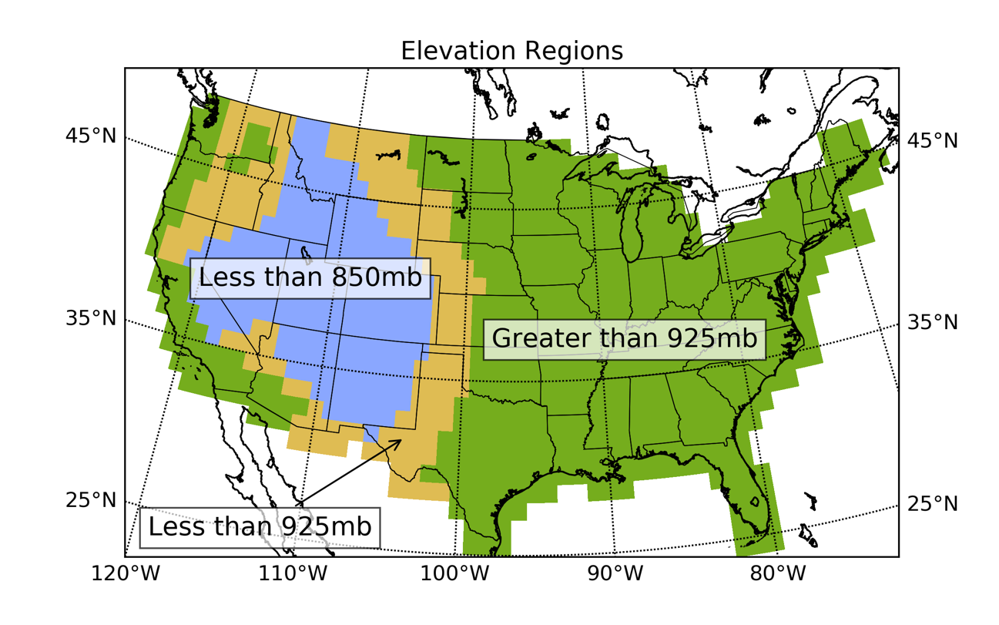 Elevation Regions
45°N
45°N
Less than 850mb
35°N
35°N
Greater than 925mb
25°N
25°N
Less than 925mb
120°W
110°W
100°W
90°W
80°W